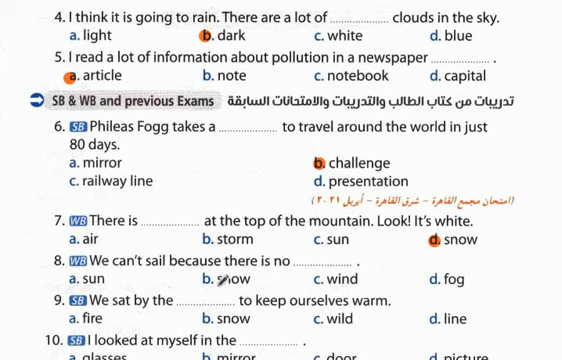 4. I think it is going to rain. There are a lot of .................... clouds in the sky.
a. light b. dark c. white d. blue
5. I read a lot of information about pollution in a newspaper .................... .
a. article b. note c. notebook d. capital
SB & WB and previous Exams تدريبات من كتاب الطالب والتدريبات والامتحانات السابقة
6. SB Phileas Fogg takes a .................... to travel around the world in just
80 days.
a. mirror b. challenge
c. railway line d. presentation
(امتحان مجمع القاهرة – شرق القاهرة – أبريل ٢٠٢١)
7. WB There is .................... at the top of the mountain. Look! It's white.
a. air b. storm c. sun d. snow
8. WB We can't sail because there is no .................... .
a. sun b. snow c. wind d. fog
9. SB We sat by the .................... to keep ourselves warm.
a. fire b. snow c. wild d. line
10. SB I looked at myself in the .................... .
a. glasses b. mirror c. door d. picture